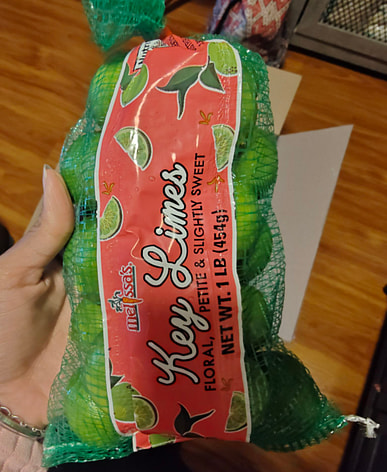 melissa's
Key Limes
FLORAL, PETITE & SLIGHTLY SWEET
NET WT. 1 LB (454g)